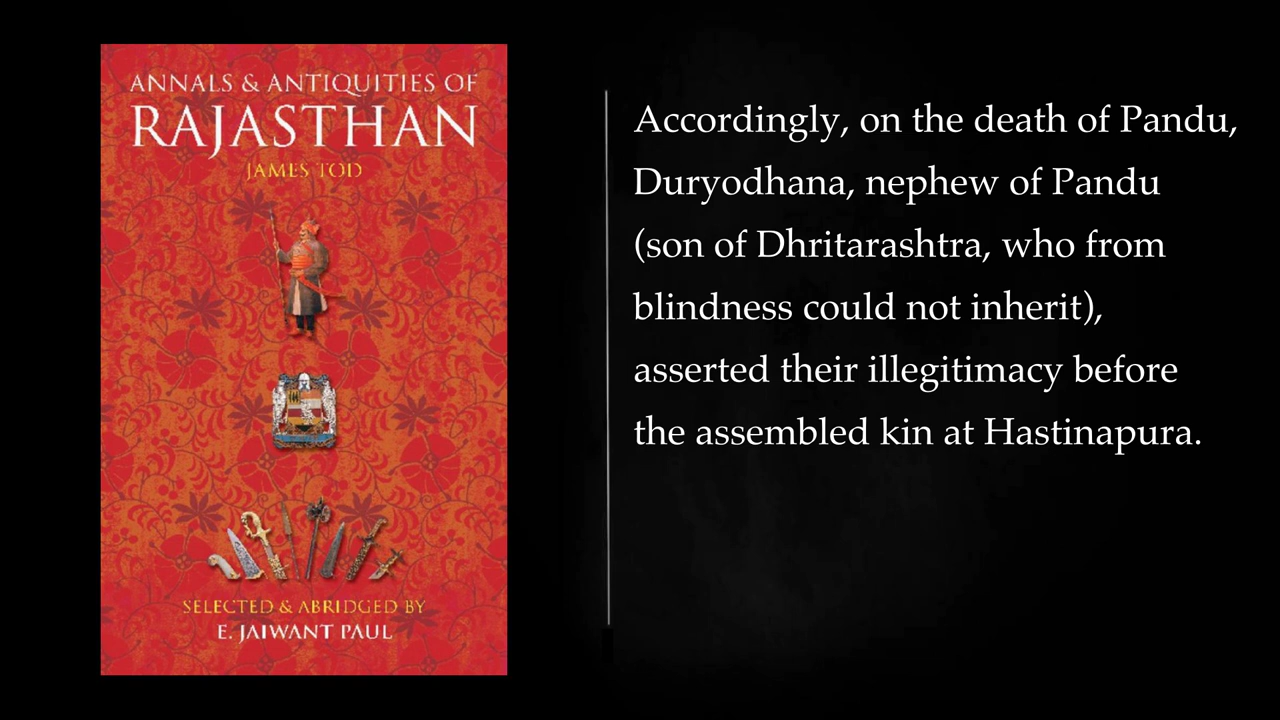 ANNALS & ANTIQUITIES OF
RAJASTHAN
JAMES TOD
SELECTED & ABRIDGED BY
E. JAIWANT PAUL
Accordingly, on the death of Pandu,
Duryodhana, nephew of Pandu
(son of Dhritarashtra, who from
blindness could not inherit),
asserted their illegitimacy before
the assembled kin at Hastinapura.